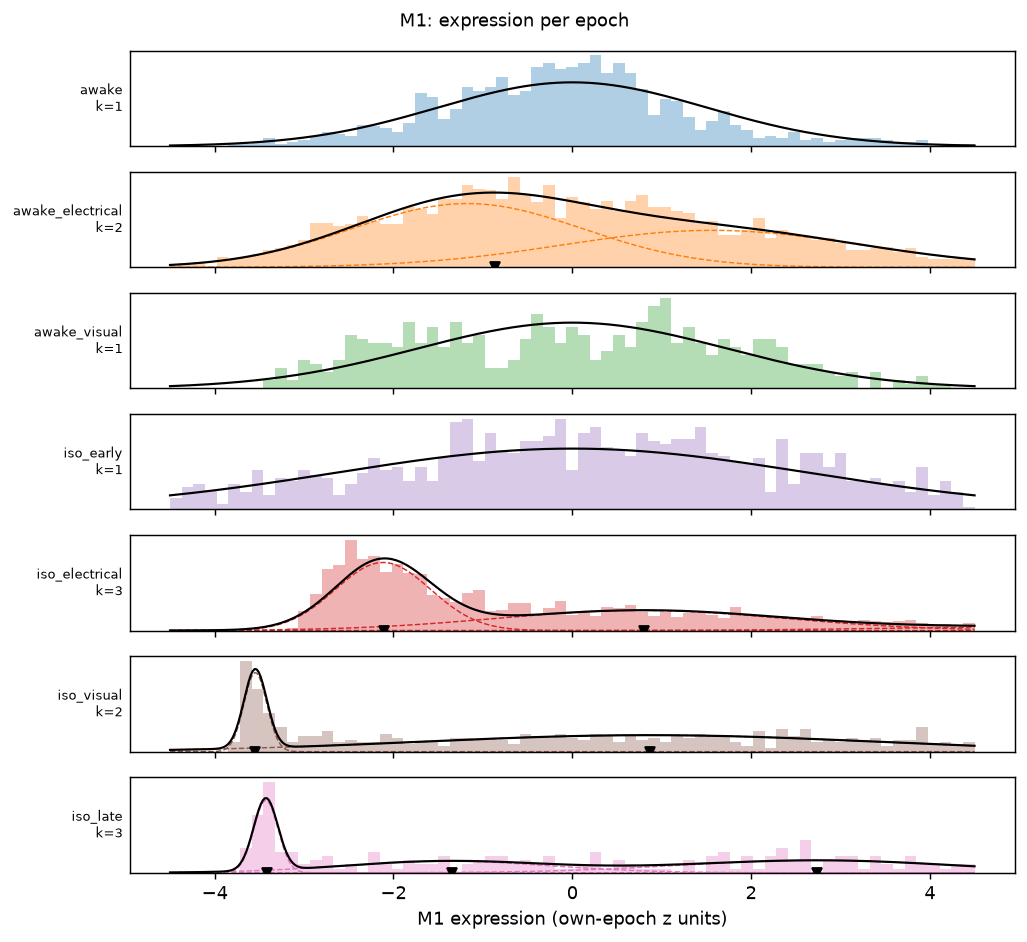 M1: expression per epoch
awake
k=1
awake_electrical
k=2
awake_visual
k=1
iso_early
k=1
iso_electrical
k=3
iso_visual
k=2
iso_late
k=3
−4 −2 0 2 4
M1 expression (own-epoch z units)